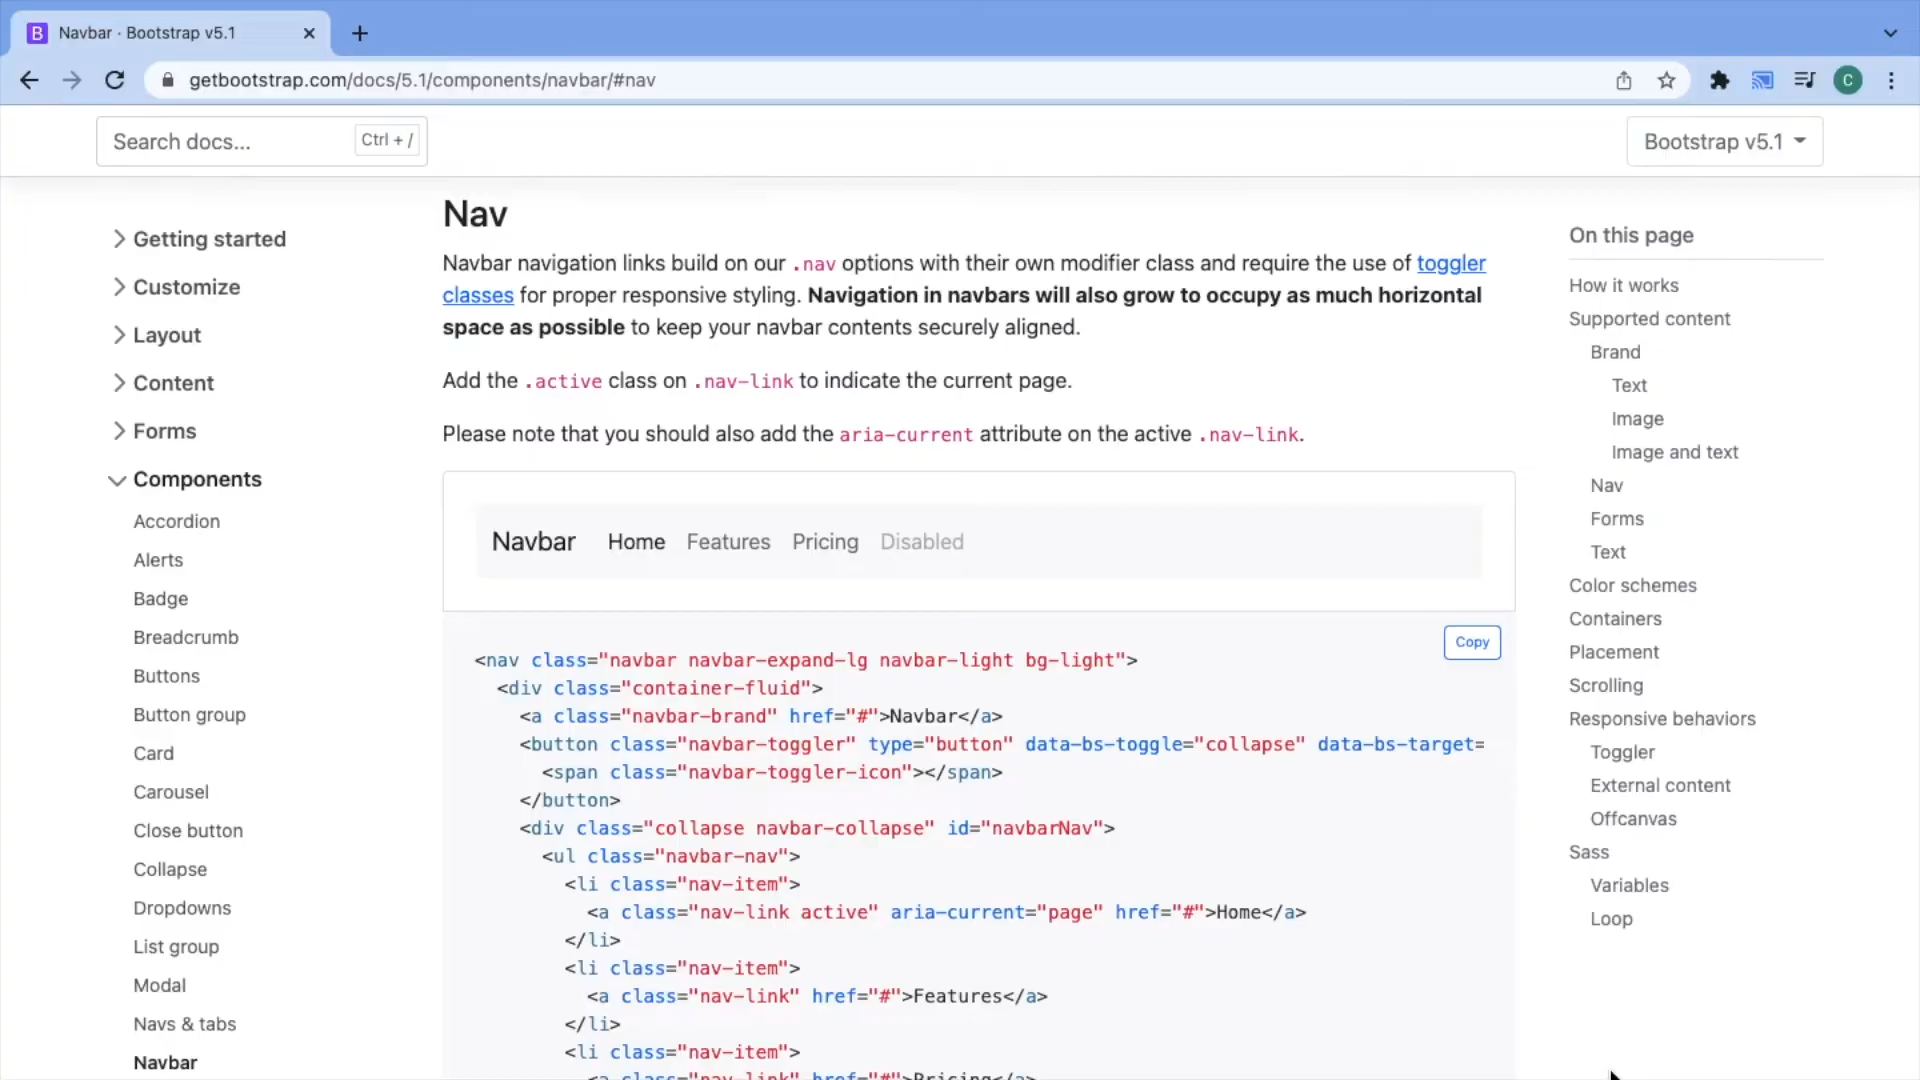 Navbar · Bootstrap v5.1
getbootstrap.com/docs/5.1/components/navbar/#nav
C
Search docs...
Ctrl + /
Bootstrap v5.1
Getting started
Customize
Layout
Content
Forms
Components
Accordion
Alerts
Badge
Breadcrumb
Buttons
Button group
Card
Carousel
Close button
Collapse
Dropdowns
List group
Modal
Navs & tabs
Navbar
Nav
Navbar navigation links build on our .nav options with their own modifier class and require the use of toggler
classes for proper responsive styling. Navigation in navbars will also grow to occupy as much horizontal
space as possible to keep your navbar contents securely aligned.
Add the .active class on .nav-link to indicate the current page.
Please note that you should also add the aria-current attribute on the active .nav-link.
Navbar Home Features Pricing Disabled
Copy
<nav class="navbar navbar-expand-lg navbar-light bg-light">
<div class="container-fluid">
<a class="navbar-brand" href="#">Navbar</a>
<button class="navbar-toggler" type="button" data-bs-toggle="collapse" data-bs-target=
<span class="navbar-toggler-icon"></span>
</button>
<div class="collapse navbar-collapse" id="navbarNav">
<ul class="navbar-nav">
<li class="nav-item">
<a class="nav-link active" aria-current="page" href="#">Home</a>
</li>
<li class="nav-item">
<a class="nav-link" href="#">Features</a>
</li>
<li class="nav-item">
<a class="nav-link" href="#">Pricing</a>
On this page
How it works
Supported content
Brand
Text
Image
Image and text
Nav
Forms
Text
Color schemes
Containers
Placement
Scrolling
Responsive behaviors
Toggler
External content
Offcanvas
Sass
Variables
Loop